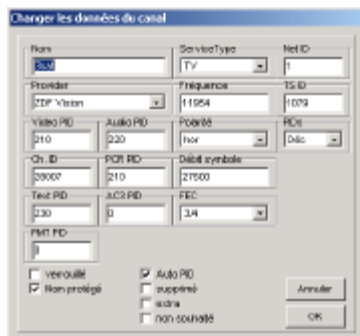 Changer les données du canal
Nom ServiceType Net ID
3sat TV 1
Provider Fréquence TS ID
ZDF Vision 11954 1079
Video PID Audio PID Polarité PIDs
210 220 hor Déc
Ch. ID PCR PID Débit symbole
28007 210 27500
Text PID AC3 PID FEC
230 0 3/4
PMT PID
verrouillé Auto PID
Nom protégé supprimé
extra
non souhaité
Annuler
OK